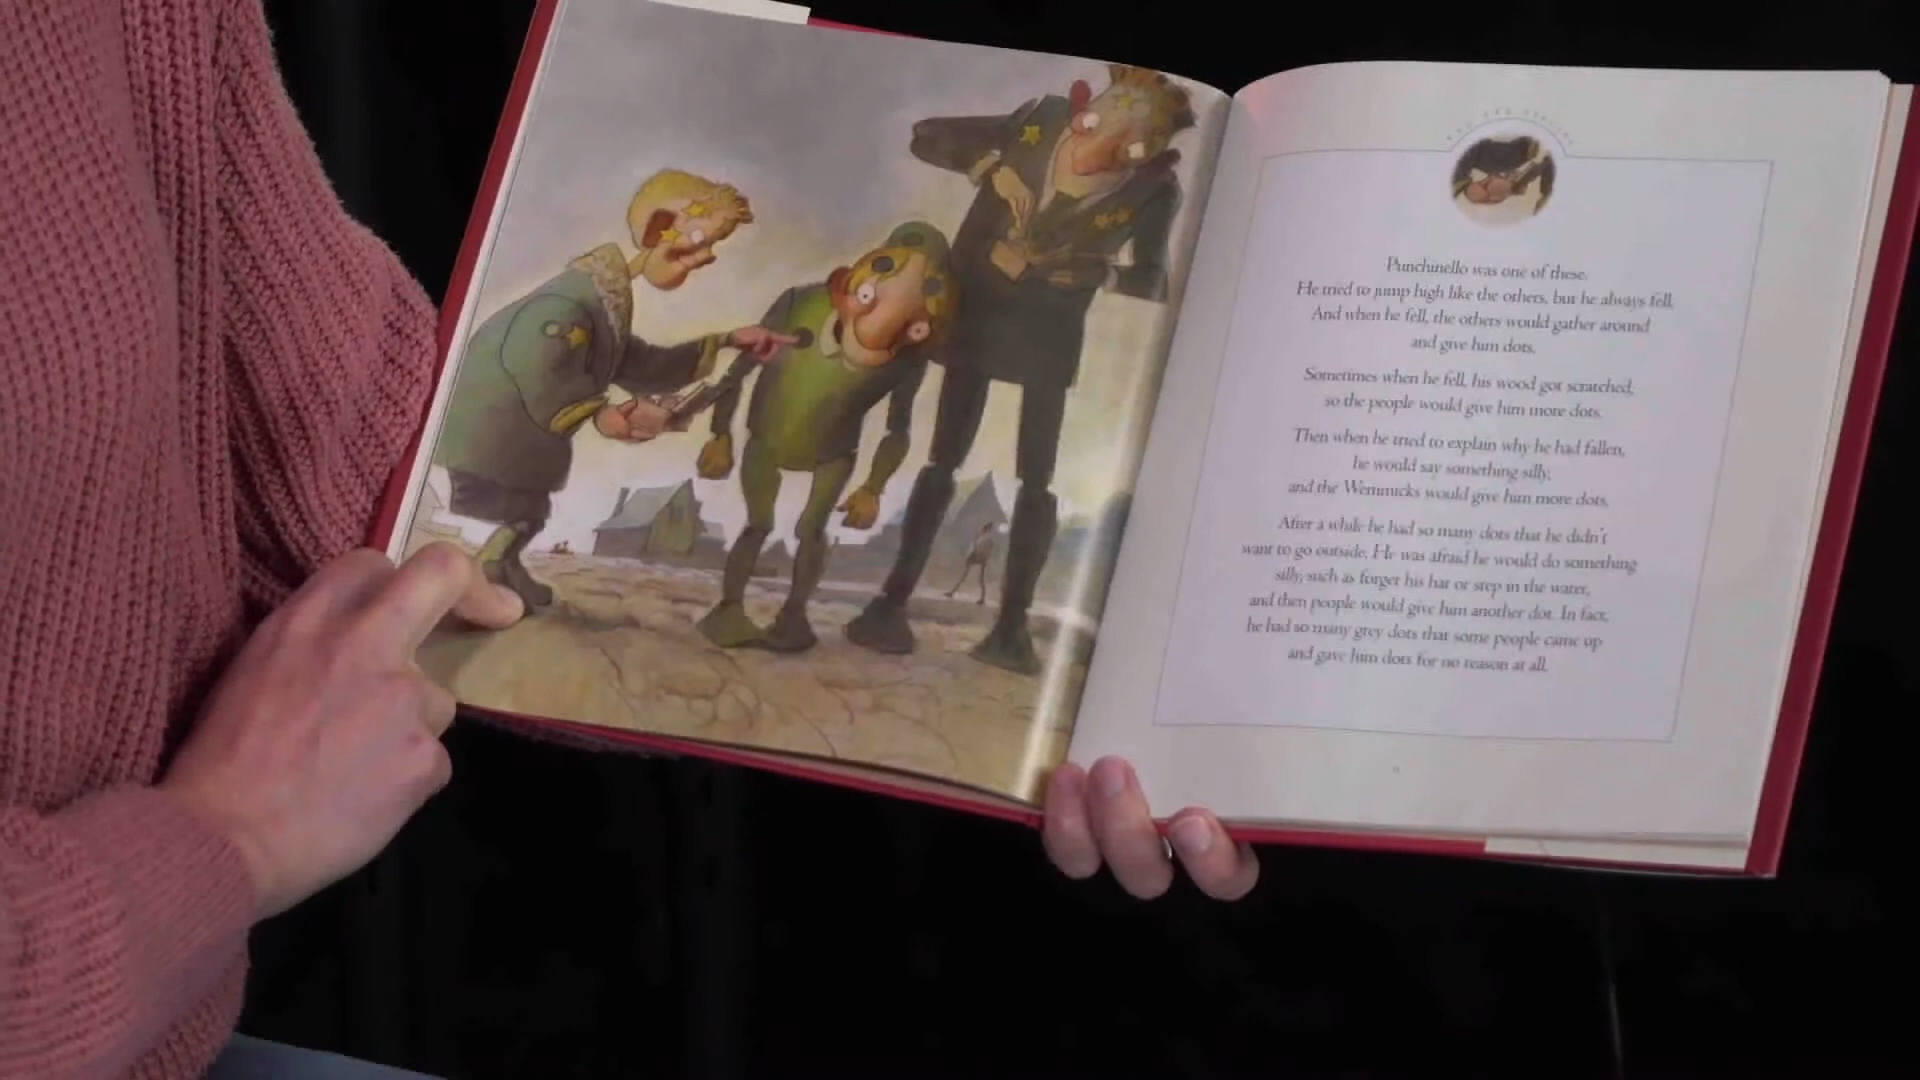 Punchinello was one of these.
He tried to jump high like the others, but he always fell.
And when he fell, the others would gather around
and give him dots.
Sometimes when he fell, his wood got scratched,
so the people would give him more dots.
Then when he tried to explain why he had fallen,
he would say something silly,
and the Wemmicks would give him more dots.
After a while he had so many dots that he didn't
want to go outside. He was afraid he would do something
silly, such as forget his hat or step in the water,
and then people would give him another dot. In fact,
he had so many grey dots that some people came up
and gave him dots for no reason at all.